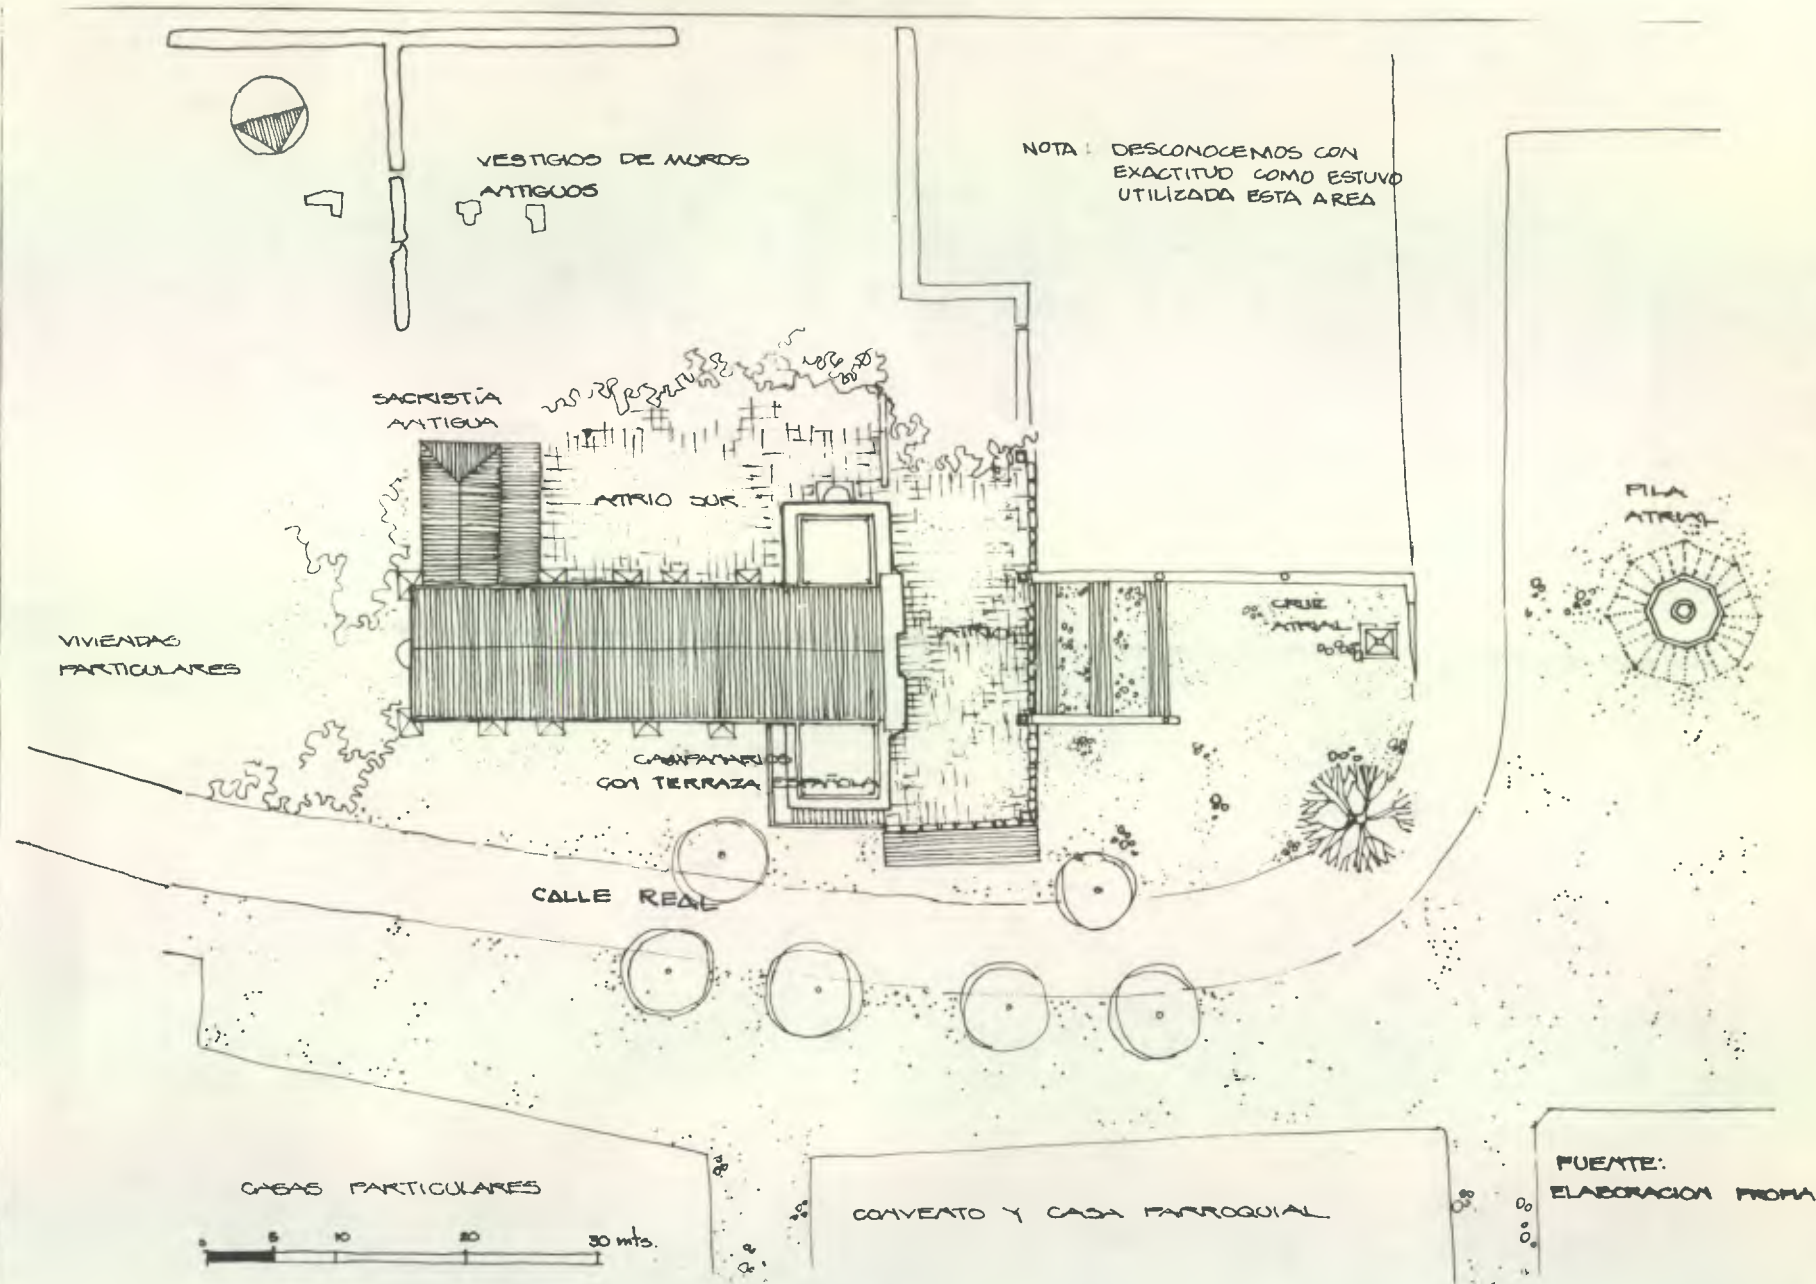 VESTIGIOS DE MUROS
ANTIGUOS
NOTA: DESCONOCEMOS CON
EXACTITUD COMO ESTUVO
UTILIZADA ESTA AREA
SACRISTÍA
ANTIGUA
ATRIO SUR
PILA
ATRIAL
CRUZ
ATRIAL
ATRIO
VIVIENDAS
PARTICULARES
CAMPANARIO
CON TERRAZA ESPAÑOLA
CALLE REAL
CASAS PARTICULARES
CONVENTO Y CASA PARROQUIAL
FUENTE:
ELABORACION PROPIA
0 5 10 20 30 mts.